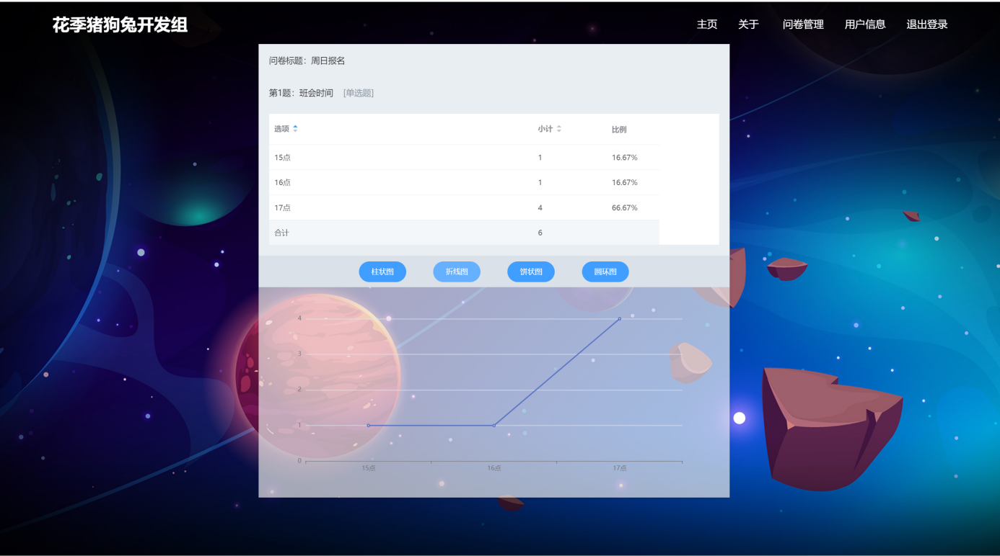 花季猪狗兔开发组 主页 关于 问卷管理 用户信息 退出登录
问卷标题：周日报名
第1题：班会时间 [单选题]
选项 小计 比例
15点 1 16.67%
16点 1 16.67%
17点 4 66.67%
合计 6
柱状图 折线图 饼状图 圆环图
4
3
2
1
0
15点 16点 17点